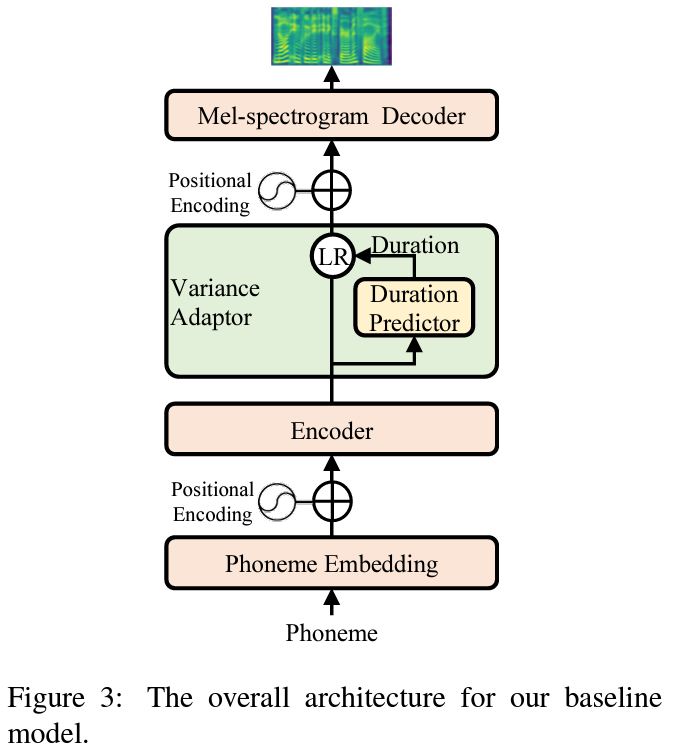 Mel-spectrogram Decoder
Positional
Encoding
LR
Duration
Variance
Adaptor
Duration
Predictor
Encoder
Positional
Encoding
Phoneme Embedding
Phoneme
Figure 3: The overall architecture for our baseline
model.